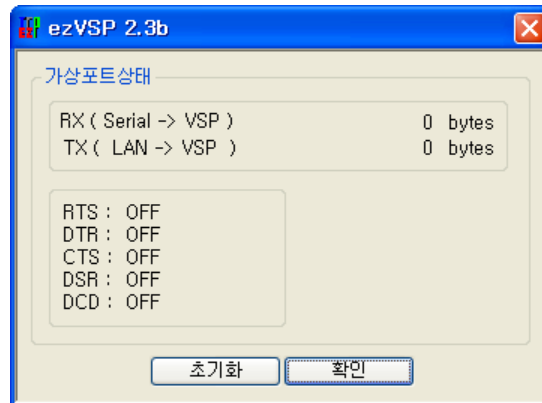 ezVSP 2.3b
가상포트상태
RX ( Serial -> VSP ) 0 bytes
TX ( LAN -> VSP ) 0 bytes
RTS : OFF
DTR : OFF
CTS : OFF
DSR : OFF
DCD : OFF
초기화 확인